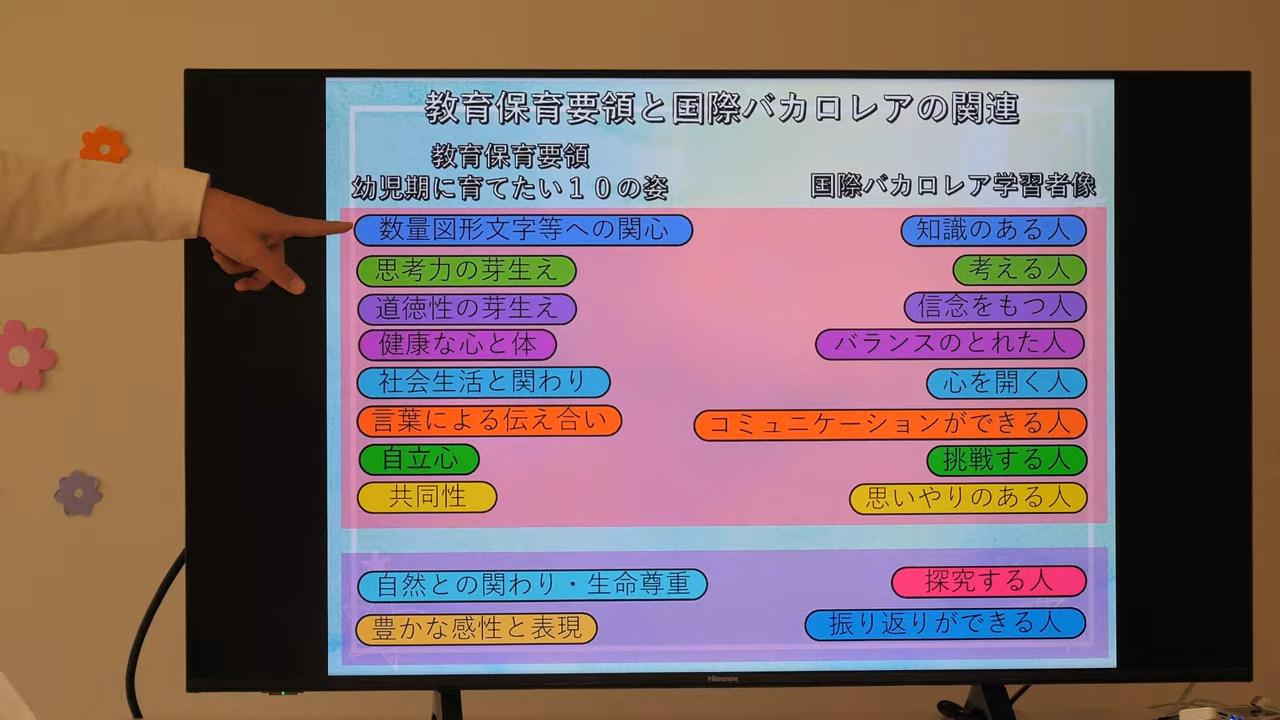 教育保育要領と国際バカロレアの関連
教育保育要領
幼児期に育てたい１０の姿
国際バカロレア学習者像
数量図形文字等への関心
知識のある人
思考力の芽生え
考える人
道徳性の芽生え
信念をもつ人
健康な心と体
バランスのとれた人
社会生活と関わり
心を開く人
言葉による伝え合い
コミュニケーションができる人
自立心
挑戦する人
共同性
思いやりのある人
自然との関わり・生命尊重
探究する人
豊かな感性と表現
振り返りができる人
Hisense